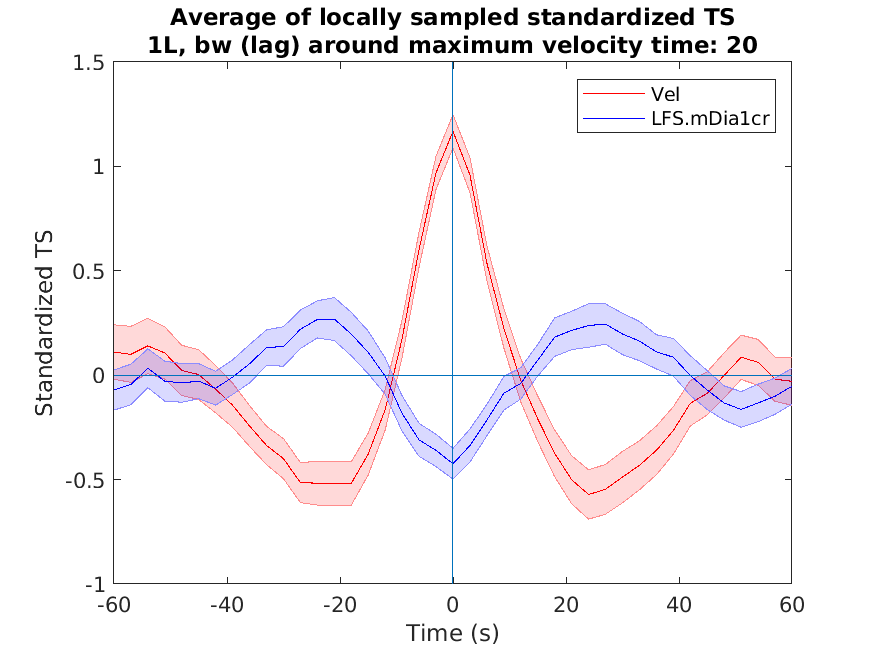 Average of locally sampled standardized TS
1L, bw (lag) around maximum velocity time: 20
1.5
1
0.5
0
-0.5
-1
Standardized TS
Vel
LFS.mDia1cr
-60
-40
-20
0
20
40
60
Time (s)